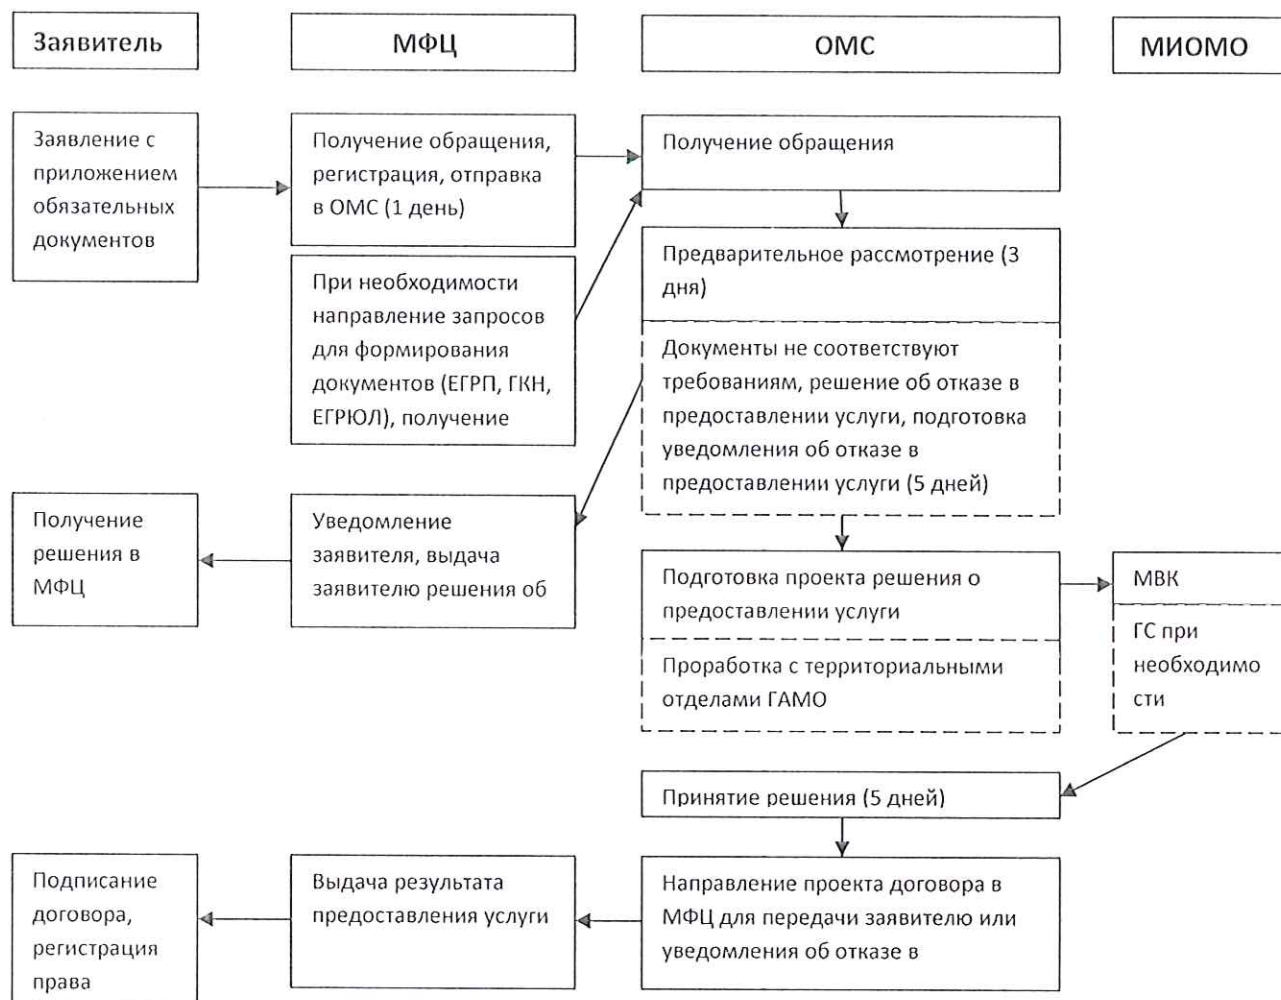 Заявитель
МФЦ
ОМС
МИОМО
Заявление с
приложением
обязательных
документов
Получение обращения,
регистрация, отправка
в ОМС (1 день)
Получение обращения
При необходимости
направление запросов
для формирования
документов (ЕГРП, ГКН,
ЕГРЮЛ), получение
Предварительное рассмотрение (3
дня)
Документы не соответствуют
требованиям, решение об отказе в
предоставлении услуги, подготовка
уведомления об отказе в
предоставлении услуги (5 дней)
Получение
решения в
МФЦ
Уведомление
заявителя, выдача
заявителю решения об
Подготовка проекта решения о
предоставлении услуги
Проработка с территориальными
отделами ГАМО
МВК
ГС при
необходимо
сти
Принятие решения (5 дней)
Подписание
договора,
регистрация
права
Выдача результата
предоставления услуги
Направление проекта договора в
МФЦ для передачи заявителю или
уведомления об отказе в